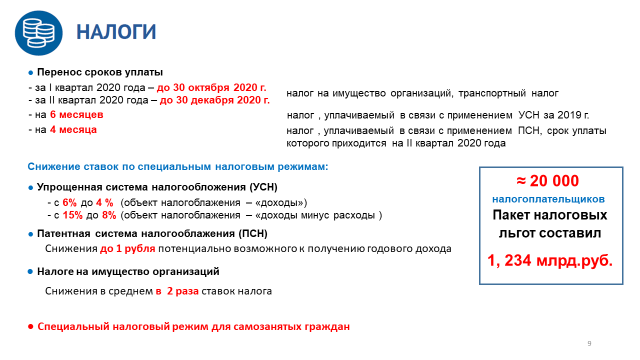 НАЛОГИ
● Перенос сроков уплаты
- за I квартал 2020 года – до 30 октября 2020 г.
- за II квартал 2020 года – до 30 декабря 2020 г.
налог на имущество организаций, транспортный налог
- на 6 месяцев
налог , уплачиваемый в связи с применением УСН за 2019 г.
- на 4 месяца
налог , уплачиваемый в связи с применением ПСН, срок уплаты
которого приходится на II квартал 2020 года
Снижение ставок по специальным налоговым режимам:
● Упрощенная система налогообложения (УСН)
- с 6% до 4 % (объект налогоблажения – «доходы»)
- с 15% до 8% (объект налогоблажения – «доходы минус расходы )
● Патентная система налогооблажения (ПСН)
Снижения до 1 рубля потенциально возможного к получению годового дохода
● Налоге на имущество организаций
Снижения в среднем в 2 раза ставок налога
● Специальный налоговый режим для самозанятых граждан
≈ 20 000
налогоплательщиков
Пакет налоговых
льгот составил
1, 234 млрд.руб.
9